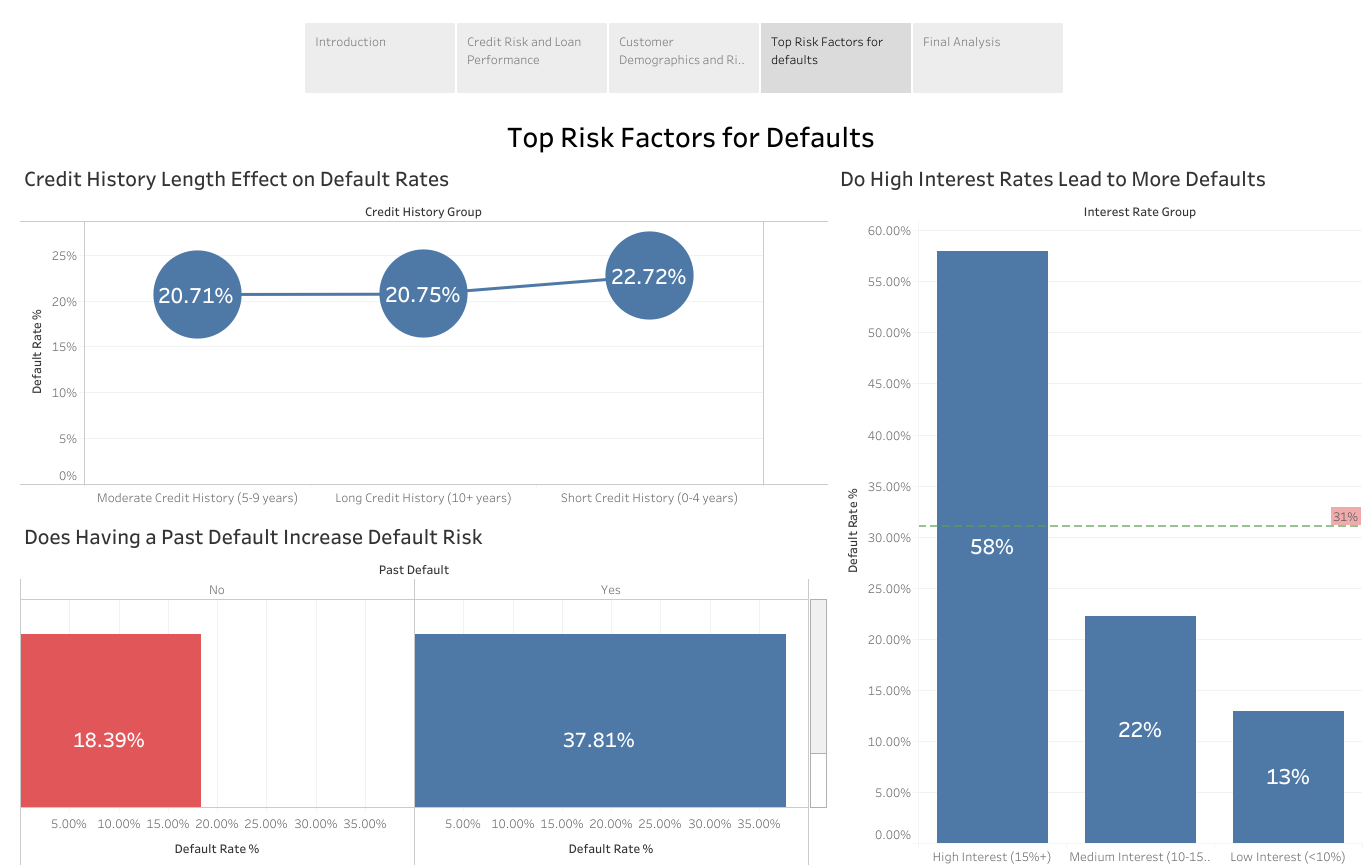 Introduction
Credit Risk and Loan
Performance
Customer
Demographics and Ri..
Top Risk Factors for
defaults
Final Analysis
Top Risk Factors for Defaults
Credit History Length Effect on Default Rates
Credit History Group
Default Rate %
25%
20%
15%
10%
5%
0%
20.71%
20.75%
22.72%
Moderate Credit History (5-9 years)
Long Credit History (10+ years)
Short Credit History (0-4 years)
Does Having a Past Default Increase Default Risk
Past Default
No
Yes
18.39%
37.81%
5.00% 10.00% 15.00% 20.00% 25.00% 30.00% 35.00%
5.00% 10.00% 15.00% 20.00% 25.00% 30.00% 35.00%
Default Rate %
Default Rate %
Do High Interest Rates Lead to More Defaults
Interest Rate Group
Default Rate %
60.00%
55.00%
50.00%
45.00%
40.00%
35.00%
30.00%
25.00%
20.00%
15.00%
10.00%
5.00%
0.00%
31%
58%
22%
13%
High Interest (15%+)
Medium Interest (10-15..
Low Interest (<10%)